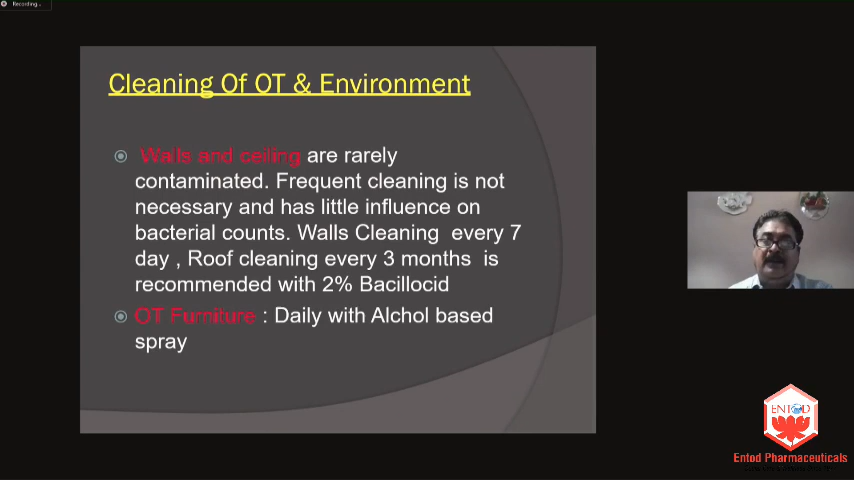 Recording...
Cleaning Of OT & Environment
Walls and ceiling are rarely
contaminated. Frequent cleaning is not
necessary and has little influence on
bacterial counts. Walls Cleaning every 7
day , Roof cleaning every 3 months is
recommended with 2% Bacillocid
OT Furniture : Daily with Alchol based
spray
ENTOD
Entod Pharmaceuticals